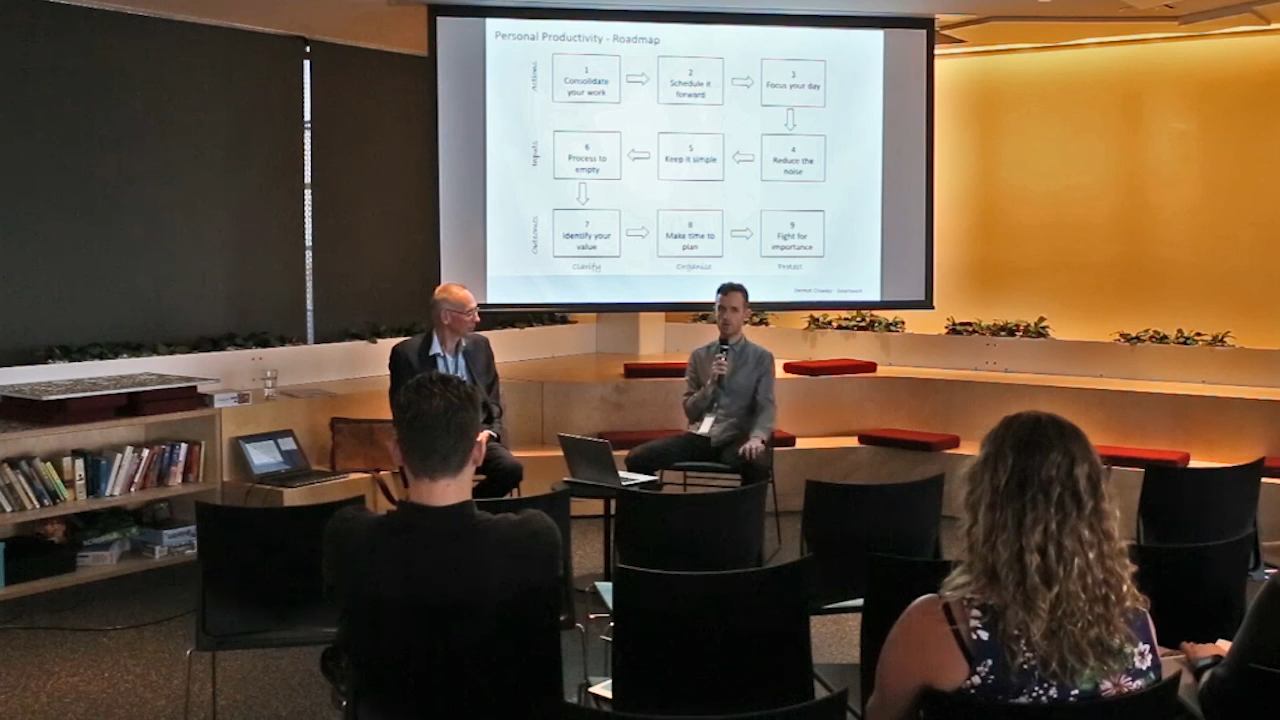 Personal Productivity - Roadmap
Actions
1
Consolidate
your work
2
Schedule it
forward
3
Focus your day
Inputs
6
Process to
empty
5
Keep it simple
4
Reduce the
noise
Outcomes
7
Identify your
value
8
Make time to
plan
9
Fight for
importance
Clarify
Organise
Protect